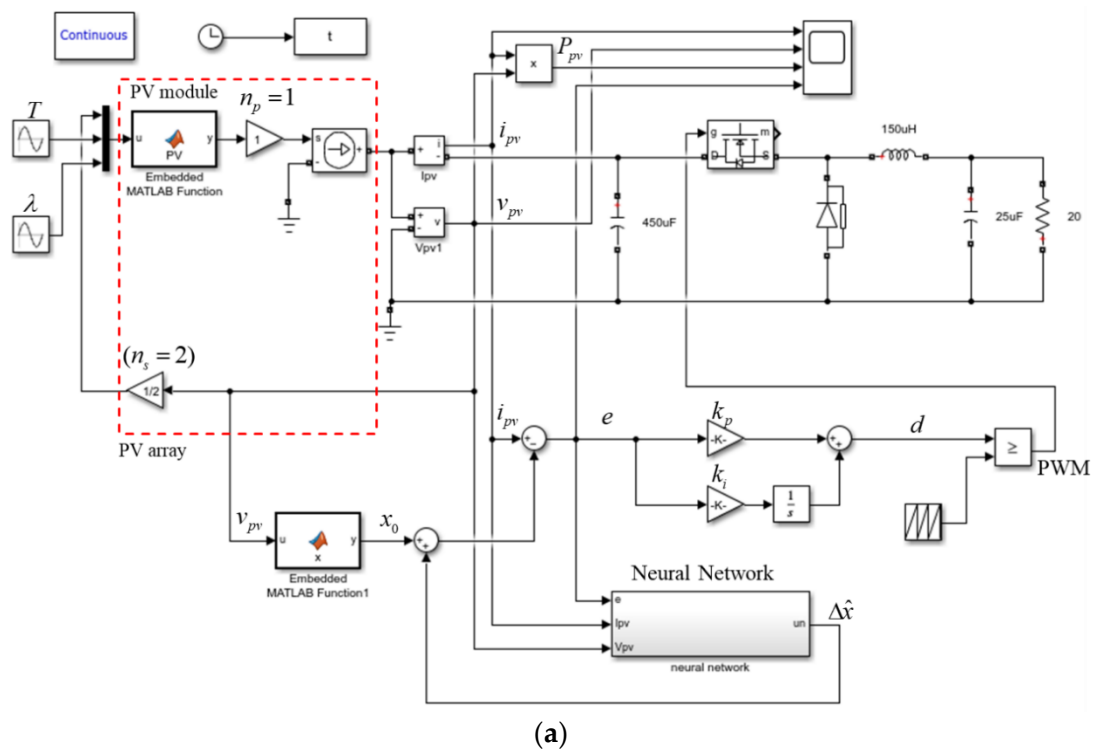 Continuous
t
PV module
n_p = 1
T
λ
u
PV
y
Embedded
MATLAB Function
1
s
-
+
+
-
i
Ipv
i_pv
+
-
v
Vpv1
v_pv
x
P_pv
g
m
D
S
150uH
450uF
25uF
20
(n_s = 2)
1/2
PV array
i_pv
+
-
e
k_p
-K-
k_i
-K-
1/s
+
+
d
≥
PWM
v_pv
u
x
y
Embedded
MATLAB Function1
x_0
+
+
Neural Network
e
Ipv
Vpv
un
neural network
Δx̂
(a)